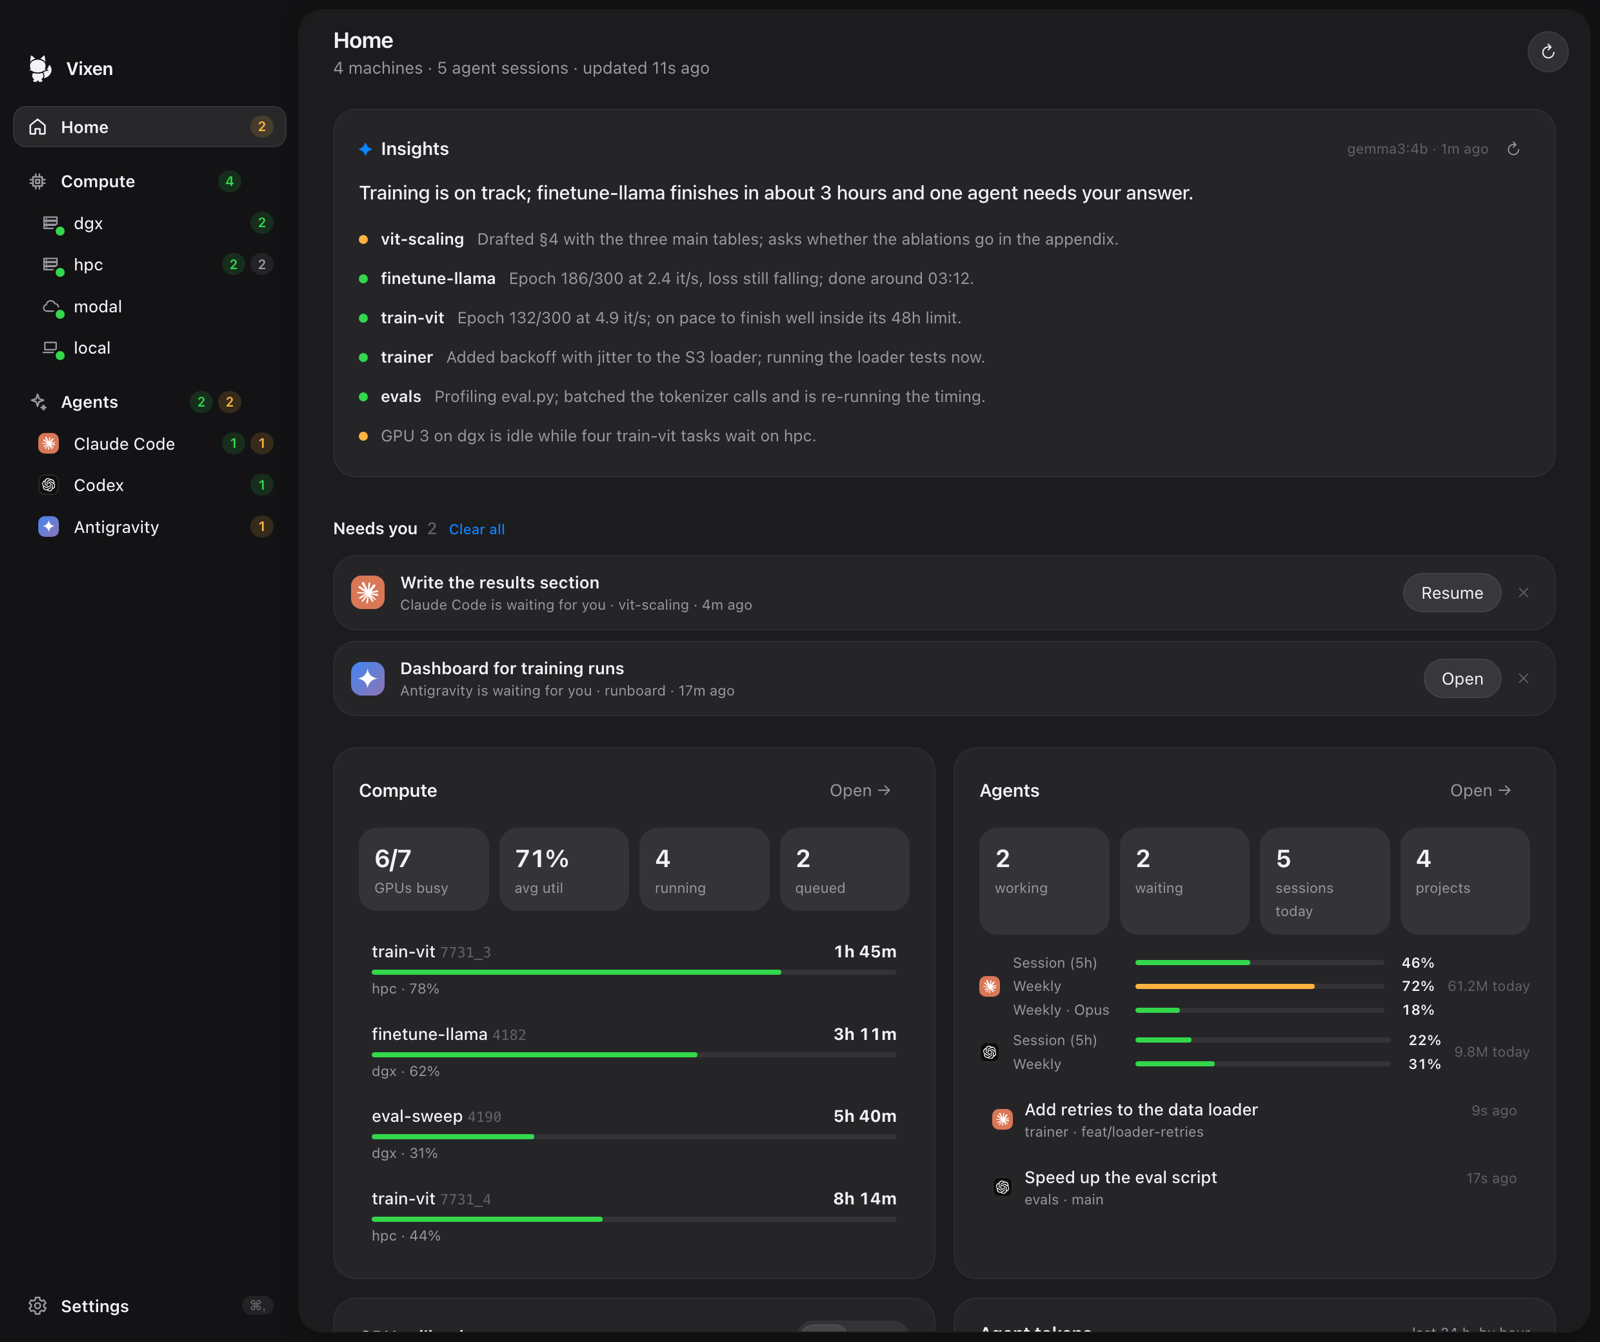 Vixen
Home 2
Compute 4
dgx 2
hpc 2 2
modal
local
Agents 2 2
Claude Code 1 1
Codex 1
Antigravity 1
Settings ⌘,
Home
4 machines · 5 agent sessions · updated 11s ago
Insights
gemma3:4b · 1m ago
Training is on track; finetune-llama finishes in about 3 hours and one agent needs your answer.
vit-scaling Drafted §4 with the three main tables; asks whether the ablations go in the appendix.
finetune-llama Epoch 186/300 at 2.4 it/s, loss still falling; done around 03:12.
train-vit Epoch 132/300 at 4.9 it/s; on pace to finish well inside its 48h limit.
trainer Added backoff with jitter to the S3 loader; running the loader tests now.
evals Profiling eval.py; batched the tokenizer calls and is re-running the timing.
GPU 3 on dgx is idle while four train-vit tasks wait on hpc.
Needs you 2 Clear all
Write the results section
Claude Code is waiting for you · vit-scaling · 4m ago
Resume
Dashboard for training runs
Antigravity is waiting for you · runboard · 17m ago
Open
Compute Open →
6/7 71% 4 2
GPUs busy avg util running queued
train-vit 7731_3 1h 45m
hpc · 78%
finetune-llama 4182 3h 11m
dgx · 62%
eval-sweep 4190 5h 40m
dgx · 31%
train-vit 7731_4 8h 14m
hpc · 44%
Agents Open →
2 2 5 4
working waiting sessions today projects
Session (5h) 46%
Weekly 72% 61.2M today
Weekly · Opus 18%
Session (5h) 22%
9.8M today
Weekly 31%
Add retries to the data loader 9s ago
trainer · feat/loader-retries
Speed up the eval script 17s ago
evals · main
Agent tokens last 24 h, by hour